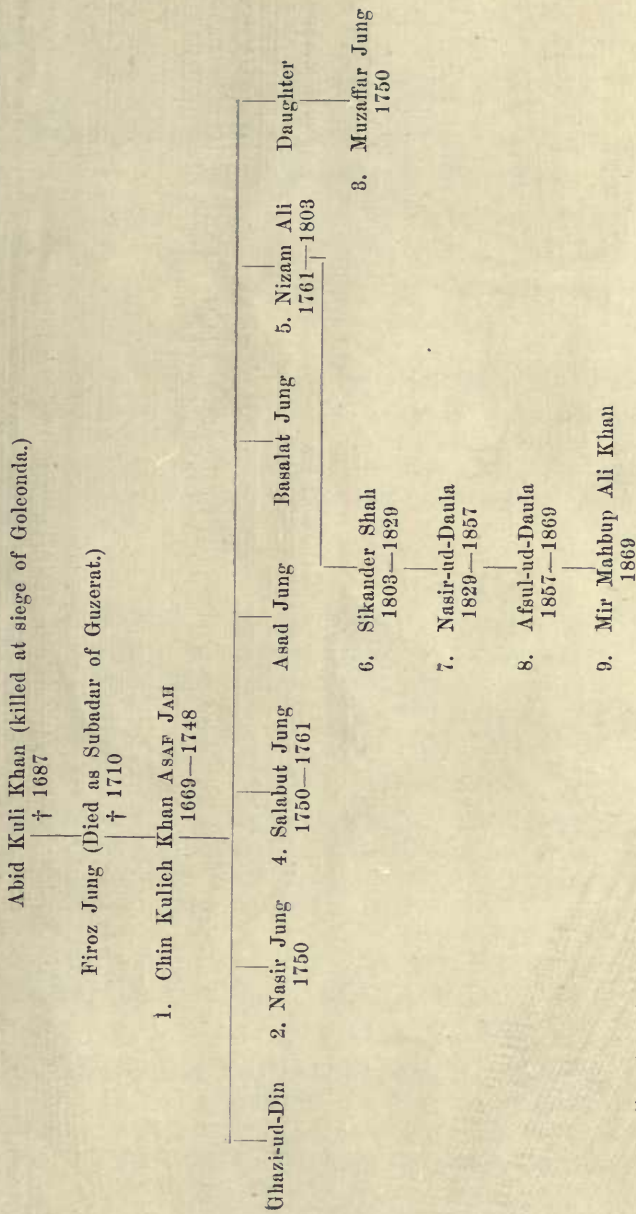 Abid Kuli Khan (killed at siege of Golconda.)
† 1687
Firoz Jung (Died as Subadar of Guzerat.)
† 1710
1. Chin Kulich Khan ASAF JAH
1669—1748
Ghazi-ud-Din
2. Nasir Jung
1750
4. Salabut Jung
1750—1761
Asad Jung
Basalat Jung
5. Nizam Ali
1761—1803
Daughter
3. Muzaffar Jung
1750
6. Sikander Shah
1803—1829
7. Nasir-ud-Daula
1829—1857
8. Afsul-ud-Daula
1857—1869
9. Mir Mahbup Ali Khan
1869